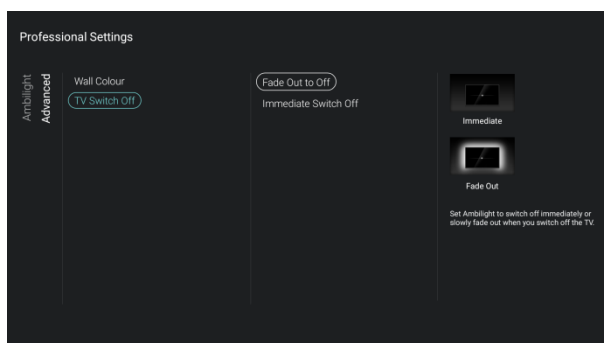 Professional Settings
Ambilight
Advanced
Wall Colour
TV Switch Off
Fade Out to Off
Immediate Switch Off
Immediate
Fade Out
Set Ambilight to switch off immediately or
slowly fade out when you switch off the TV.